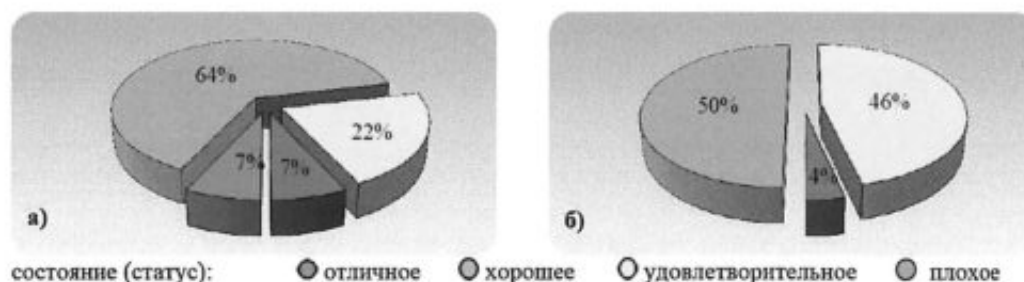 64%
22%
7%
7%
а)
50%
46%
4%
б)
состояние (статус): отличное хорошее удовлетворительное плохое